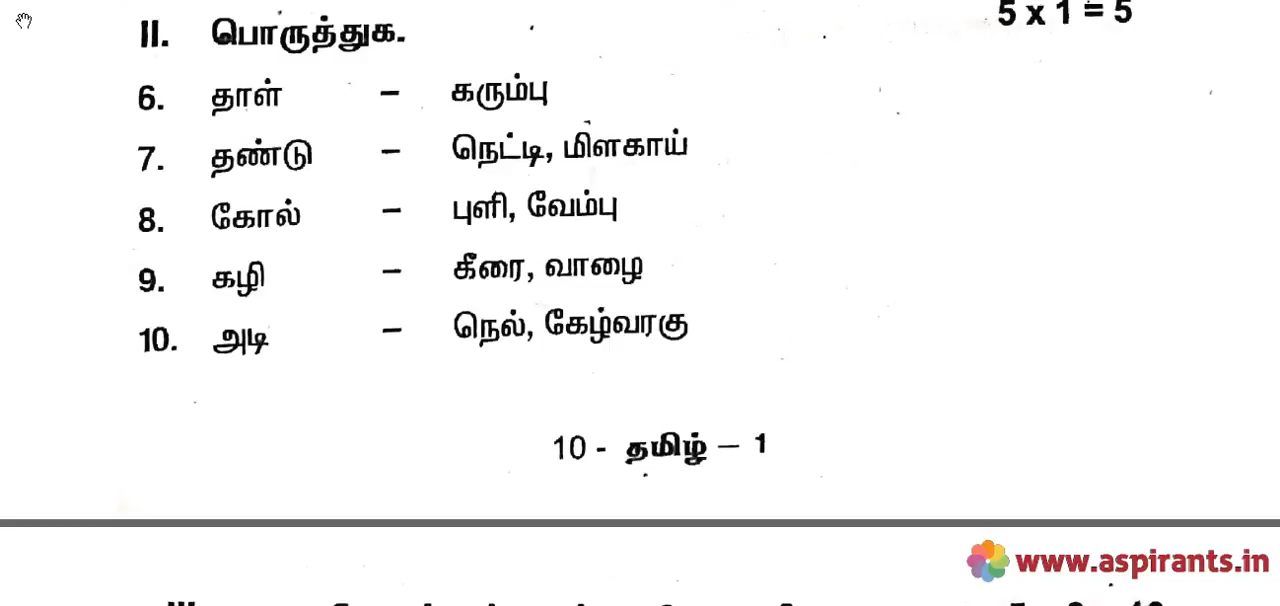 5 x 1 = 5
II. பொருத்துக.
6. தாள் – கரும்பு
7. தண்டு – நெட்டி, மிளகாய்
8. கோல் – புளி, வேம்பு
9. கழி – கீரை, வாழை
10. அடி – நெல், கேழ்வரகு
10 - தமிழ் – 1
www.aspirants.in